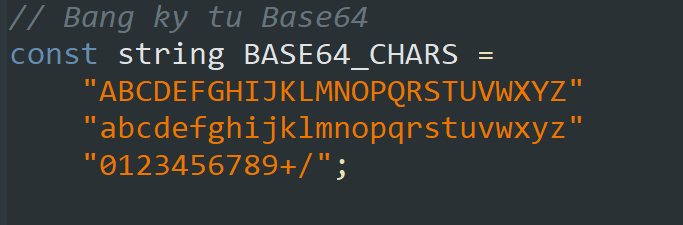 // Bang ky tu Base64
const string BASE64_CHARS =
"ABCDEFGHIJKLMNOPQRSTUVWXYZ"
"abcdefghijklmnopqrstuvwxyz"
"0123456789+/";